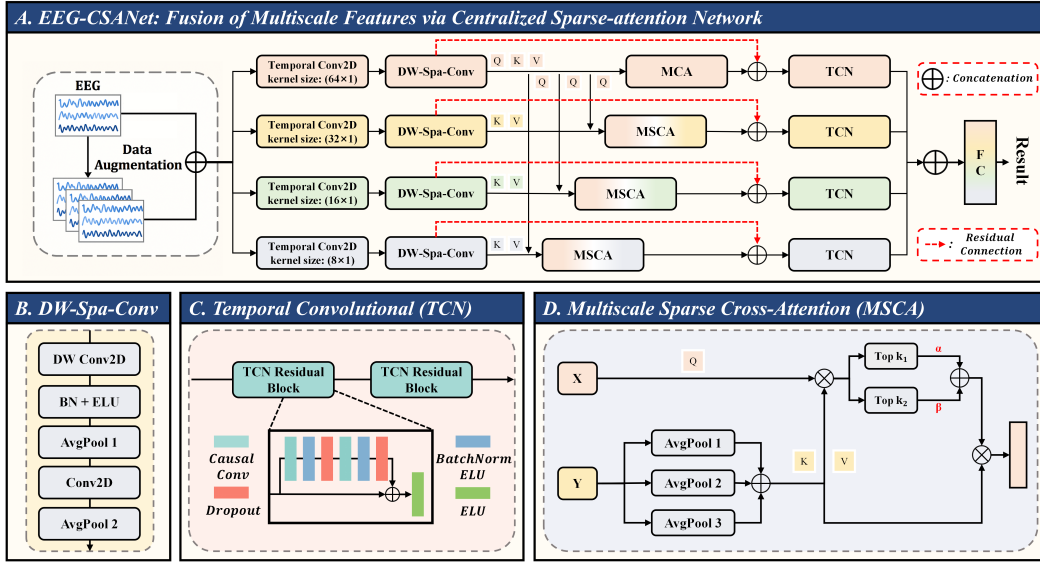 A. EEG-CSANet: Fusion of Multiscale Features via Centralized Sparse-attention Network
EEG
Data
Augmentation
Temporal Conv2D
kernel size: (64×1)
DW-Spa-Conv
Q K V
MCA
TCN
Q Q Q
Temporal Conv2D
kernel size: (32×1)
DW-Spa-Conv
K V
MSCA
TCN
Temporal Conv2D
kernel size: (16×1)
DW-Spa-Conv
K V
MSCA
TCN
Temporal Conv2D
kernel size: (8×1)
DW-Spa-Conv
K V
MSCA
TCN
: Concatenation
F
C
Result
: Residual
Connection
B. DW-Spa-Conv
DW Conv2D
BN + ELU
AvgPool 1
Conv2D
AvgPool 2
C. Temporal Convolutional (TCN)
TCN Residual
Block
TCN Residual
Block
Causal
Conv
Dropout
BatchNorm
ELU
ELU
D. Multiscale Sparse Cross-Attention (MSCA)
X
Q
Top k₁
α
Top k₂
β
Y
AvgPool 1
AvgPool 2
AvgPool 3
K V